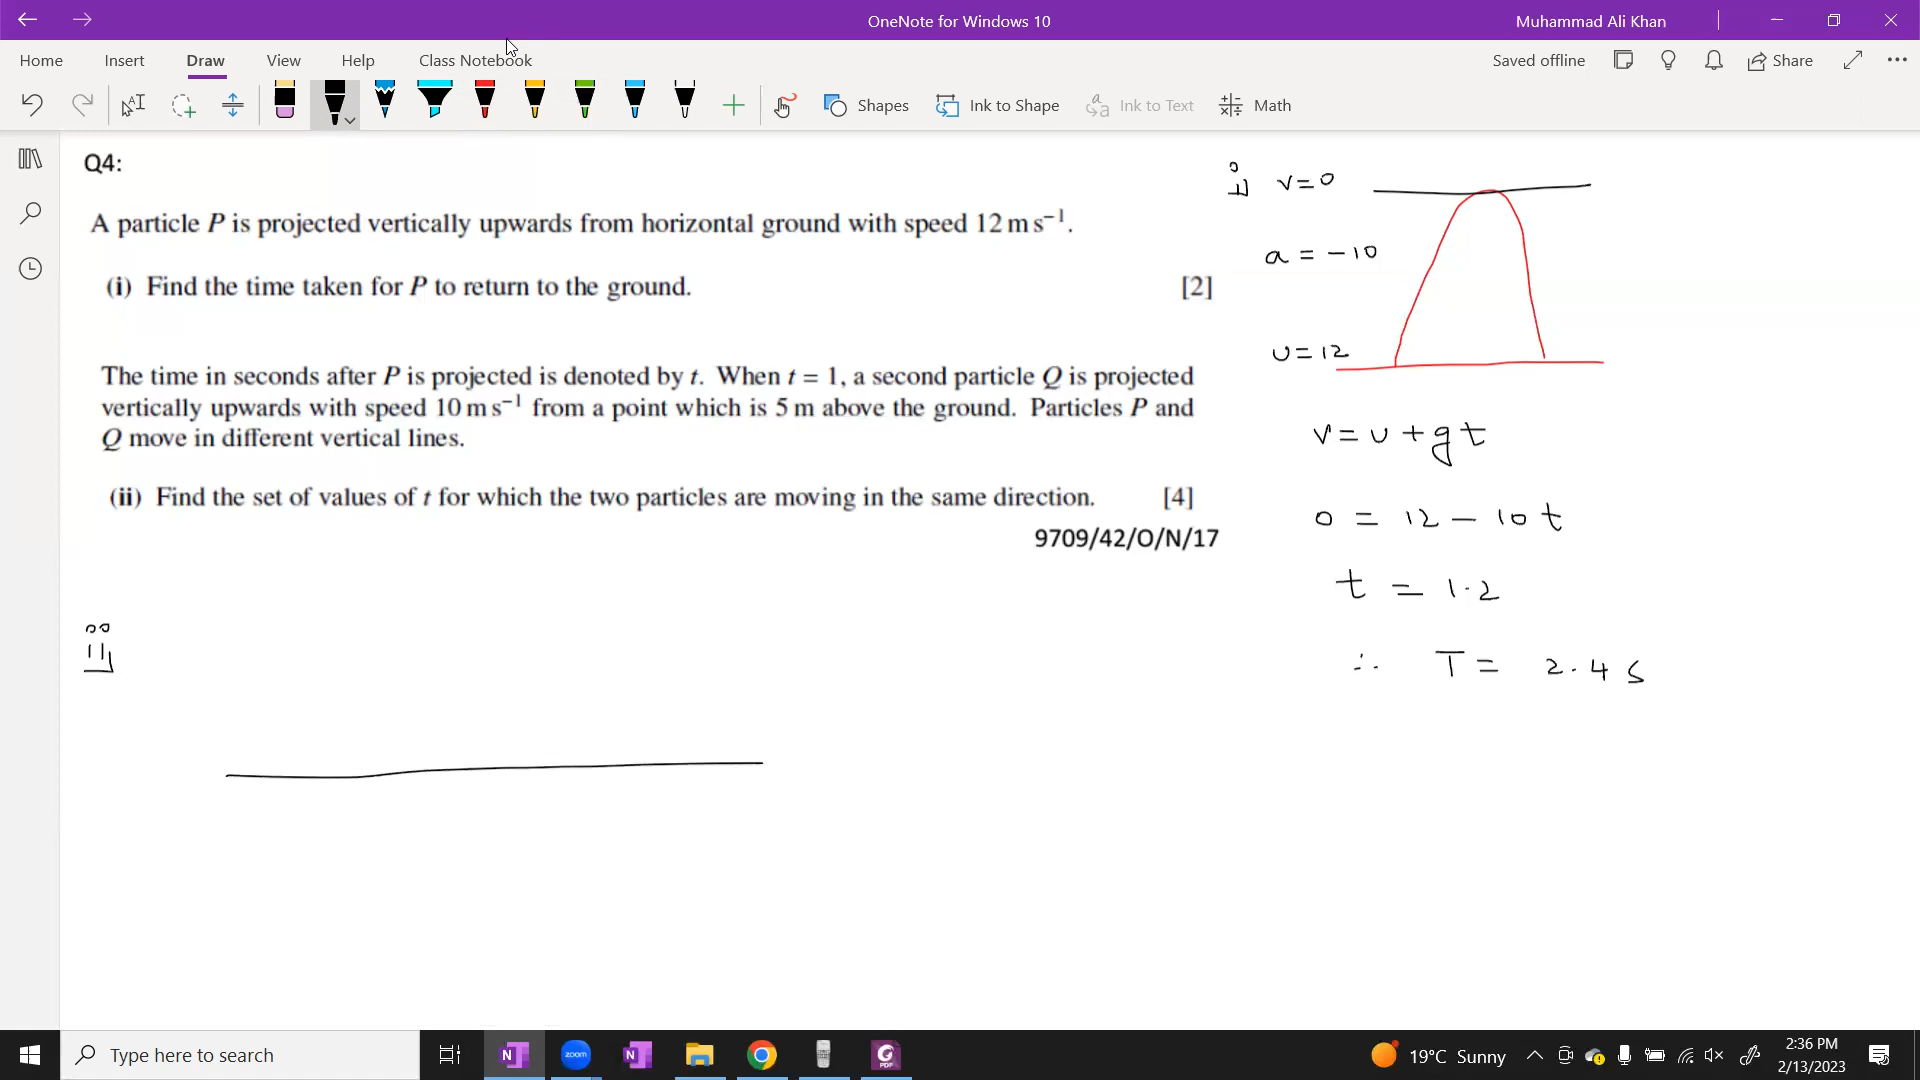 OneNote for Windows 10
Muhammad Ali Khan
Home Insert Draw View Help Class Notebook
Saved offline
Share
Shapes
Ink to Shape
Ink to Text
Math
Q4:
A particle P is projected vertically upwards from horizontal ground with speed 12 m s⁻¹.
(i) Find the time taken for P to return to the ground. [2]
The time in seconds after P is projected is denoted by t. When t = 1, a second particle Q is projected
vertically upwards with speed 10 m s⁻¹ from a point which is 5 m above the ground. Particles P and
Q move in different vertical lines.
(ii) Find the set of values of t for which the two particles are moving in the same direction. [4]
9709/42/O/N/17
ii
i v = 0
a = -10
u = 12
v = u + gt
0 = 12 - 10t
t = 1.2
∴ T = 2.4 s
Type here to search
zoom
PDF
19°C Sunny
2:36 PM
2/13/2023